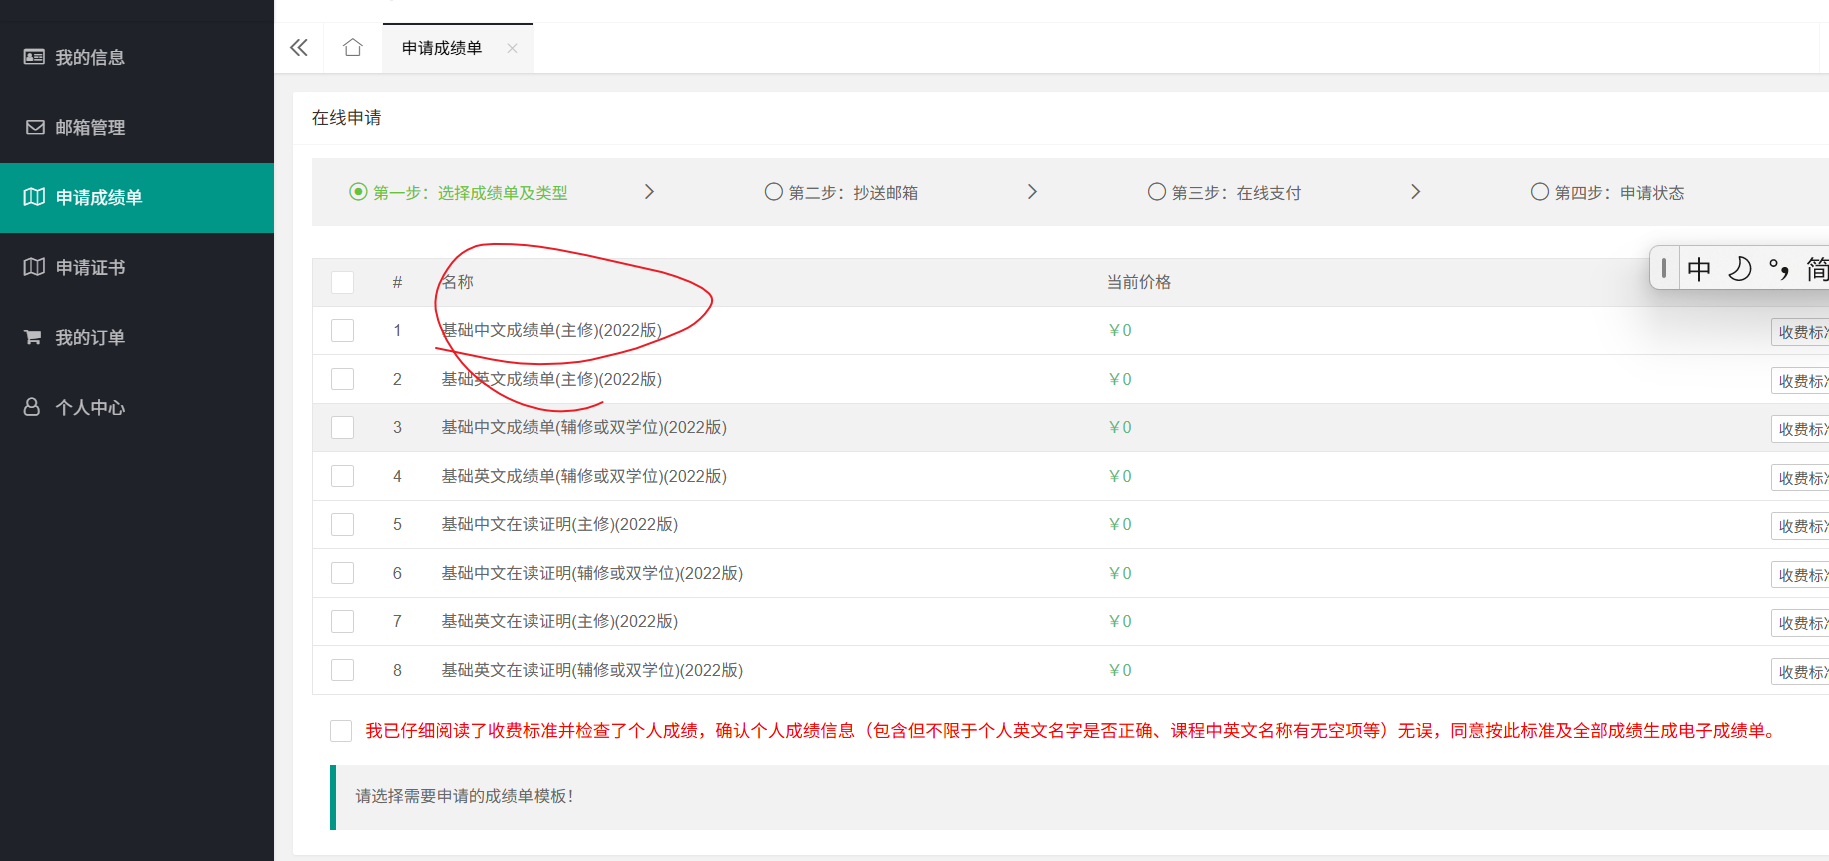 我的信息
邮箱管理
申请成绩单
申请证书
我的订单
个人中心
申请成绩单
在线申请
第一步：选择成绩单及类型 第二步：抄送邮箱 第三步：在线支付 第四步：申请状态
中 简
# 名称 当前价格
1 基础中文成绩单(主修)(2022版) ￥0 收费标准
2 基础英文成绩单(主修)(2022版) ￥0 收费标准
3 基础中文成绩单(辅修或双学位)(2022版) ￥0 收费标准
4 基础英文成绩单(辅修或双学位)(2022版) ￥0 收费标准
5 基础中文在读证明(主修)(2022版) ￥0 收费标准
6 基础中文在读证明(辅修或双学位)(2022版) ￥0 收费标准
7 基础英文在读证明(主修)(2022版) ￥0 收费标准
8 基础英文在读证明(辅修或双学位)(2022版) ￥0 收费标准
我已仔细阅读了收费标准并检查了个人成绩，确认个人成绩信息（包含但不限于个人英文名字是否正确、课程中英文名称有无空项等）无误，同意按此标准及全部成绩生成电子成绩单。
请选择需要申请的成绩单模板！